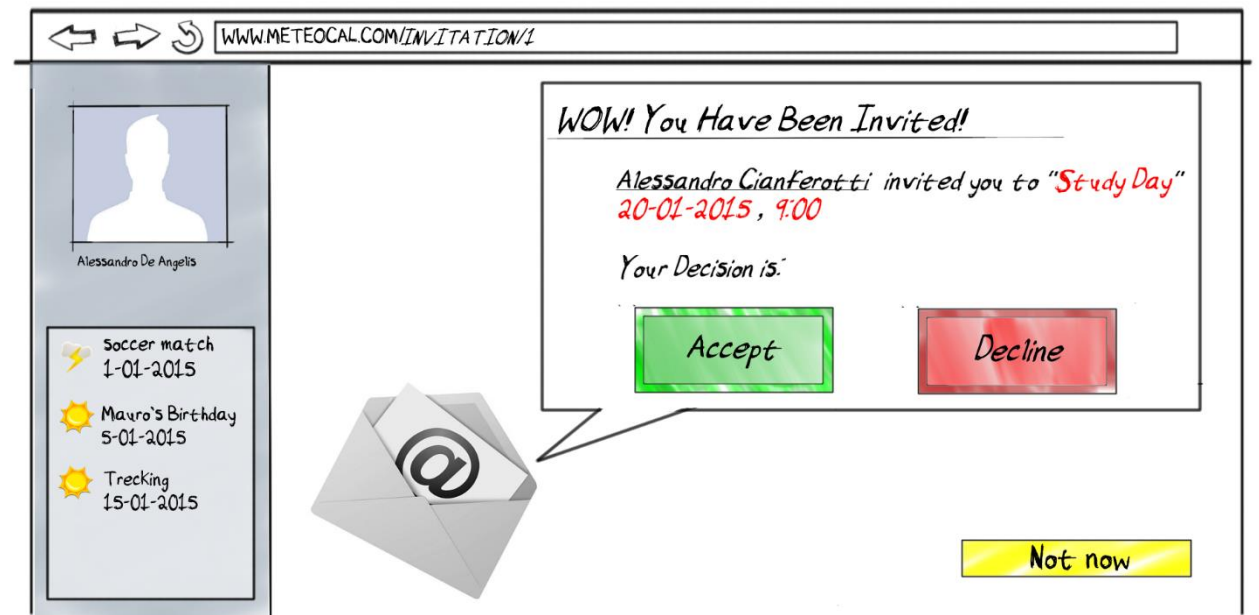 WWW.METEOCAL.COM/INVITATION/1
Alessandro De Angelis
Soccer match
1-01-2015
Mauro's Birthday
5-01-2015
Trecking
15-01-2015
WOW! You Have Been Invited!
Alessandro Cianferotti invited you to "Study Day"
20-01-2015, 9:00
Your Decision is:
Accept
Decline
@
Not now